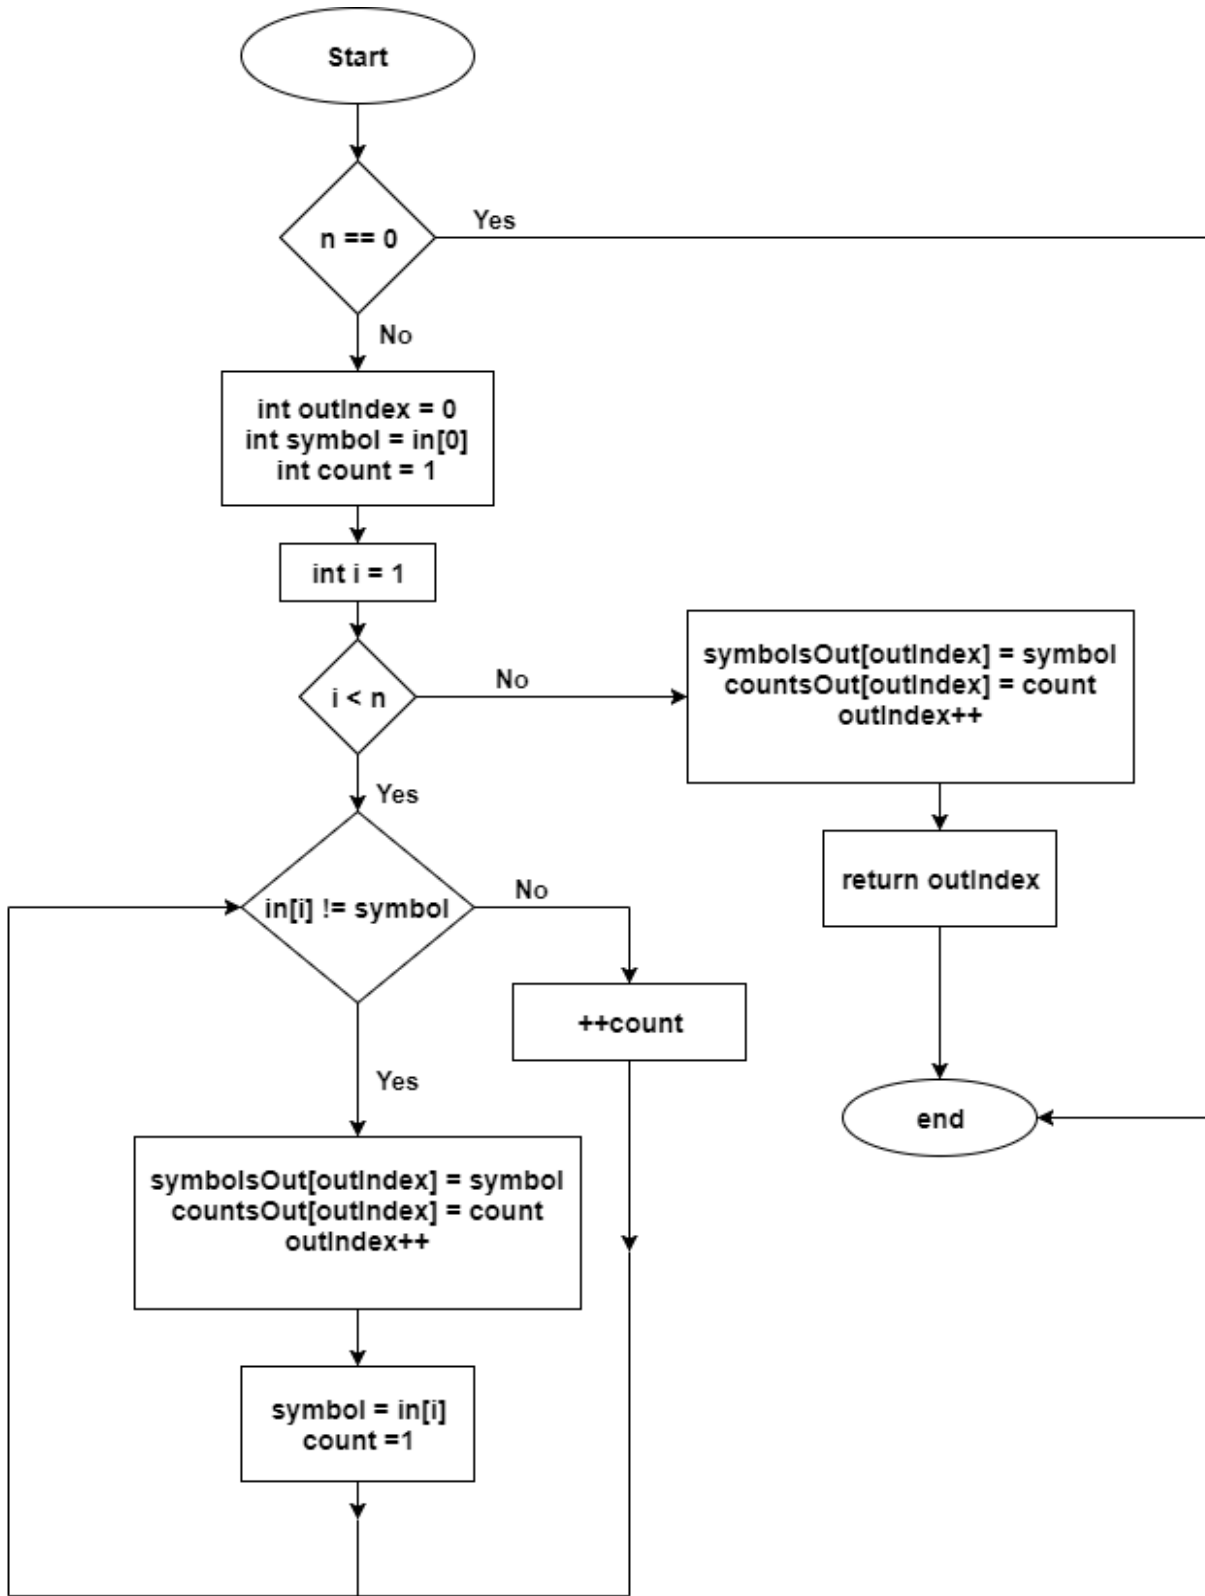 Start
n == 0
Yes
No
int outIndex = 0
int symbol = in[0]
int count = 1
int i = 1
i < n
No
symbolsOut[outIndex] = symbol
countsOut[outIndex] = count
outIndex++
return outIndex
Yes
in[i] != symbol
No
++count
Yes
end
symbolsOut[outIndex] = symbol
countsOut[outIndex] = count
outIndex++
symbol = in[i]
count =1